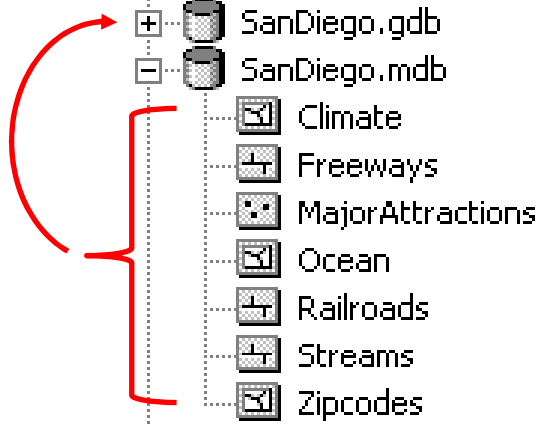 SanDiego.gdb
SanDiego.mdb
Climate
Freeways
MajorAttractions
Ocean
Railroads
Streams
Zipcodes